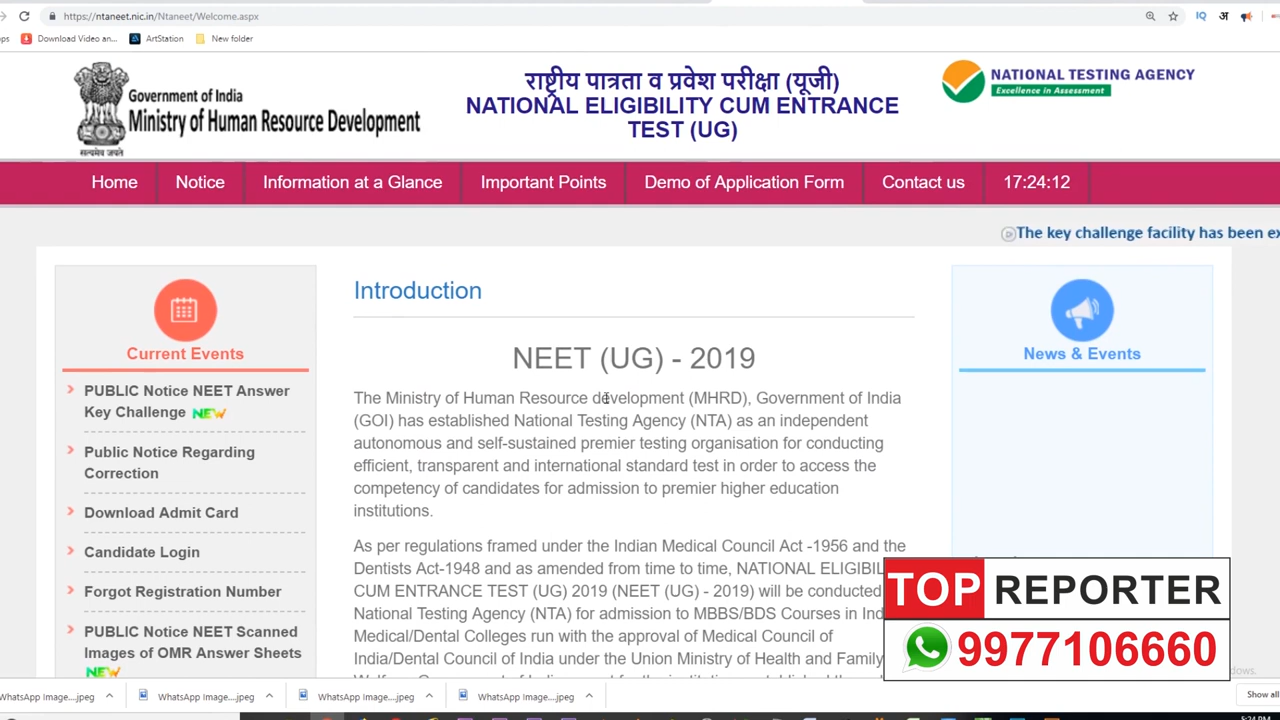 https://ntaneet.nic.in/Ntaneet/Welcome.aspx
Download Video an...
ArtStation
New folder
Government of India
Ministry of Human Resource Development
सत्यमेव जयते
राष्ट्रीय पात्रता व प्रवेश परीक्षा (यूजी)
NATIONAL ELIGIBILITY CUM ENTRANCE
TEST (UG)
NATIONAL TESTING AGENCY
Excellence in Assessment
Home
Notice
Information at a Glance
Important Points
Demo of Application Form
Contact us
17:24:12
The key challenge facility has been ex
Current Events
PUBLIC Notice NEET Answer
Key Challenge NEW
Public Notice Regarding
Correction
Download Admit Card
Candidate Login
Forgot Registration Number
PUBLIC Notice NEET Scanned
Images of OMR Answer Sheets
NEW
Introduction
NEET (UG) - 2019
The Ministry of Human Resource development (MHRD), Government of India
(GOI) has established National Testing Agency (NTA) as an independent
autonomous and self-sustained premier testing organisation for conducting
efficient, transparent and international standard test in order to access the
competency of candidates for admission to premier higher education
institutions.
As per regulations framed under the Indian Medical Council Act -1956 and the
Dentists Act-1948 and as amended from time to time, NATIONAL ELIGIBIL
CUM ENTRANCE TEST (UG) 2019 (NEET (UG) - 2019) will be conducted
National Testing Agency (NTA) for admission to MBBS/BDS Courses in Ind
Medical/Dental Colleges run with the approval of Medical Council of
India/Dental Council of India under the Union Ministry of Health and Family
News & Events
TOP REPORTER
9977106660
WhatsApp Image....jpeg
WhatsApp Image....jpeg
WhatsApp Image....jpeg
WhatsApp Image....jpeg
Show all
5:24 PM